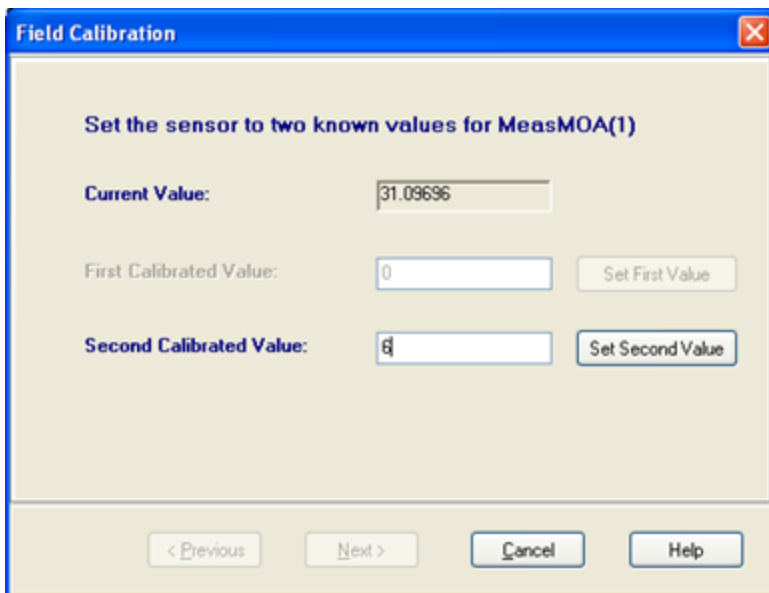 Field Calibration
Set the sensor to two known values for MeasMOA(1)
Current Value: 31.09696
First Calibrated Value: 0 Set First Value
Second Calibrated Value: 6 Set Second Value
< Previous Next > Cancel Help